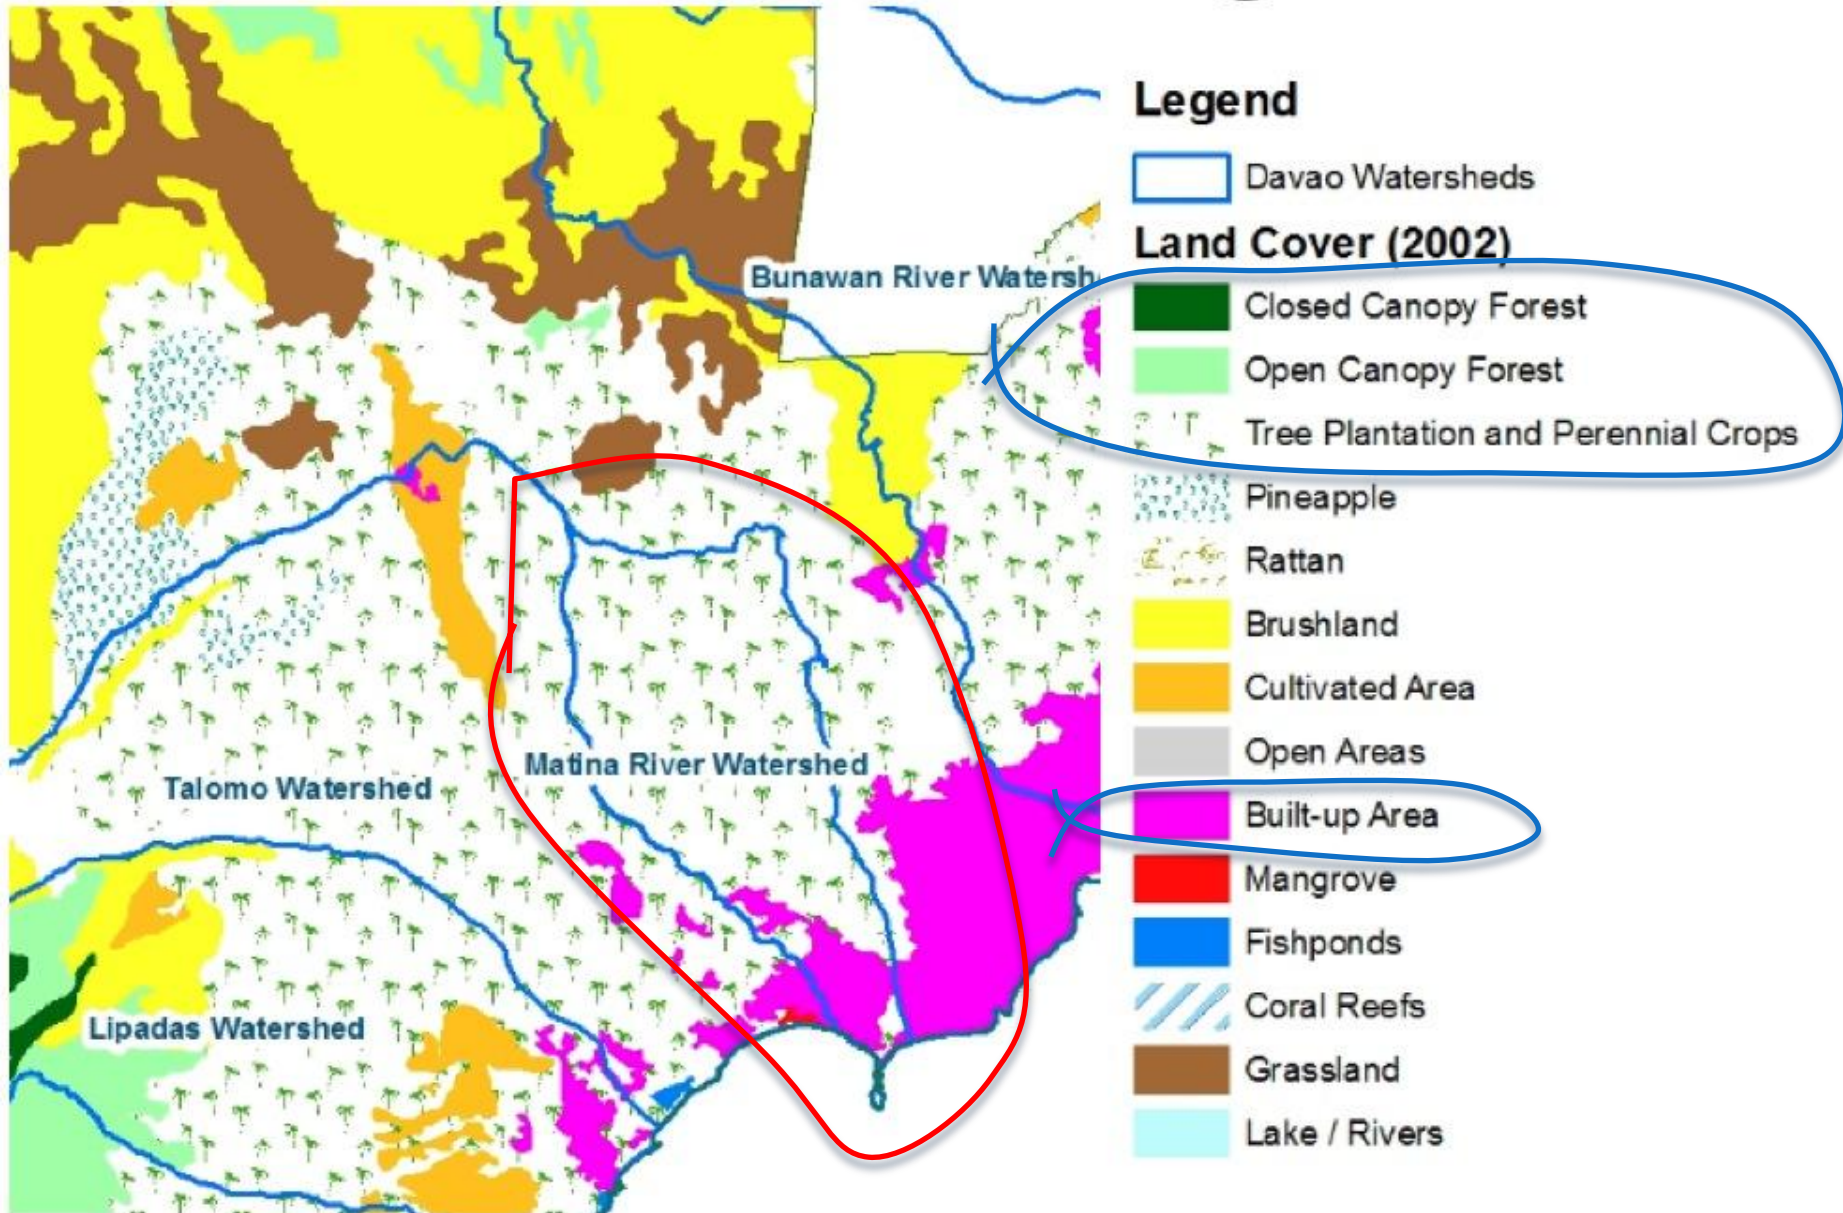 Legend
Davao Watersheds
Land Cover (2002)
Closed Canopy Forest
Open Canopy Forest
Tree Plantation and Perennial Crops
Pineapple
Rattan
Brushland
Cultivated Area
Open Areas
Built-up Area
Mangrove
Fishponds
Coral Reefs
Grassland
Lake / Rivers
Bunawan River Watersh
Matina River Watershed
Talomo Watershed
Lipadas Watershed